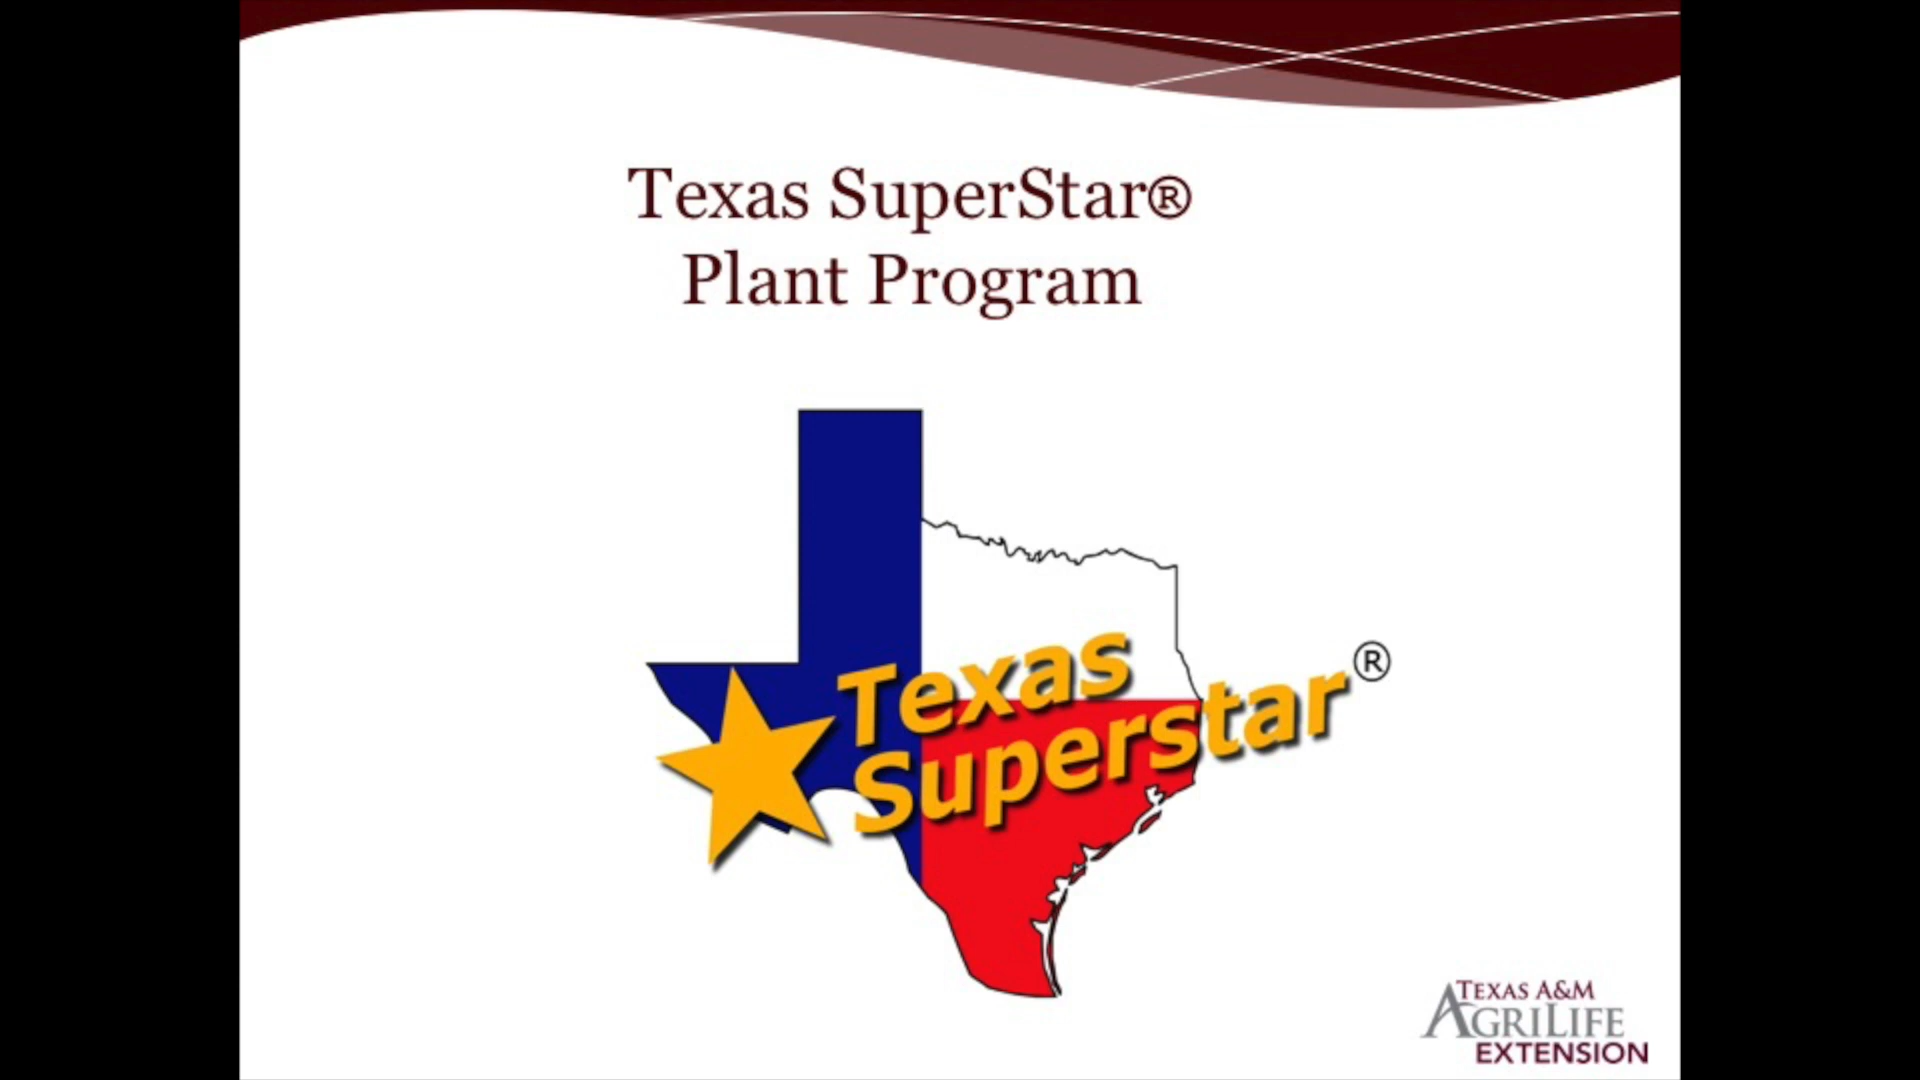 Texas SuperStar®
Plant Program
Texas
Superstar®
TEXAS A&M
AGRILIFE
EXTENSION